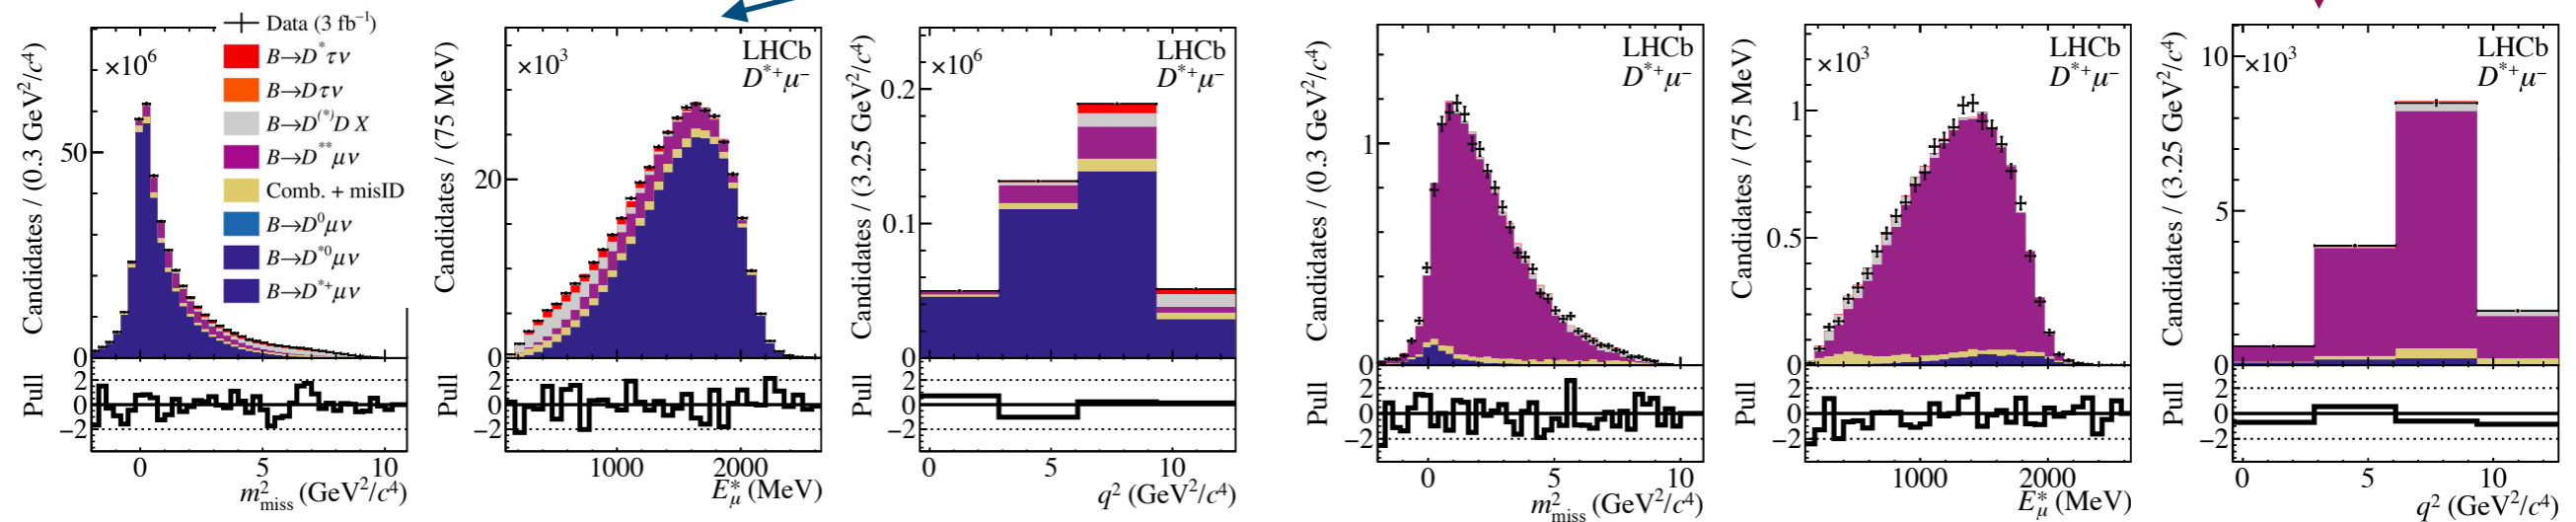 Candidates / (0.3 GeV²/c⁴)
×10⁶
50
0
Data (3 fb⁻¹)
B→D*τν
B→Dτν
B→D⁽*⁾D X
B→D**μν
Comb. + misID
B→D⁰μν
B→D*⁰μν
B→D*⁺μν
Pull
2
0
−2
0 5 10
m²miss (GeV²/c⁴)
Candidates / (75 MeV)
×10³
LHCb
D*⁺μ⁻
20
0
Pull
2
0
−2
1000 2000
E*μ (MeV)
Candidates / (3.25 GeV²/c⁴)
×10⁶
LHCb
D*⁺μ⁻
0.2
0.1
0
Pull
2
0
−2
0 5 10
q² (GeV²/c⁴)
Candidates / (0.3 GeV²/c⁴)
LHCb
D*⁺μ⁻
1
0
Pull
2
0
−2
0 5 10
m²miss (GeV²/c⁴)
Candidates / (75 MeV)
×10³
LHCb
D*⁺μ⁻
1
0.5
0
Pull
2
0
−2
1000 2000
E*μ (MeV)
Candidates / (3.25 GeV²/c⁴)
10
×10³
LHCb
D*⁺μ⁻
5
0
Pull
2
0
−2
0 5 10
q² (GeV²/c⁴)